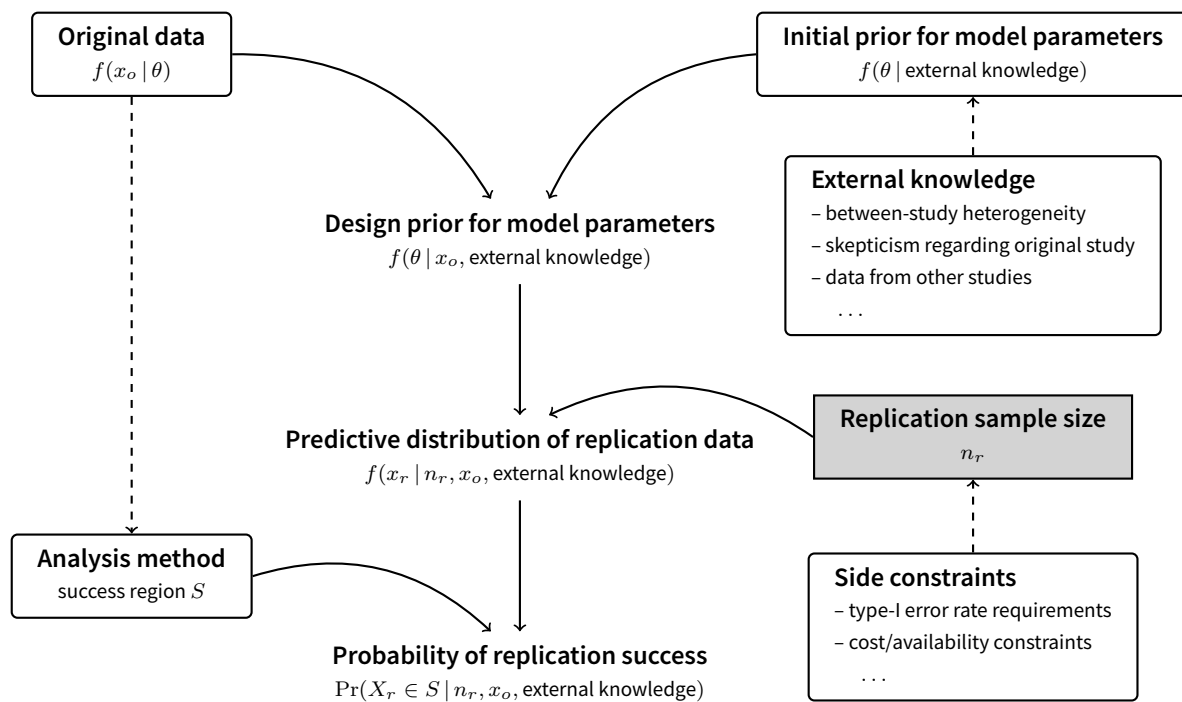 Original data
f(x_o | θ)
Initial prior for model parameters
f(θ | external knowledge)
External knowledge
– between-study heterogeneity
– skepticism regarding original study
– data from other studies
. . .
Design prior for model parameters
f(θ | x_o, external knowledge)
Replication sample size
n_r
Predictive distribution of replication data
f(x_r | n_r, x_o, external knowledge)
Analysis method
success region S
Side constraints
– type-I error rate requirements
– cost/availability constraints
. . .
Probability of replication success
Pr(X_r ∈ S | n_r, x_o, external knowledge)